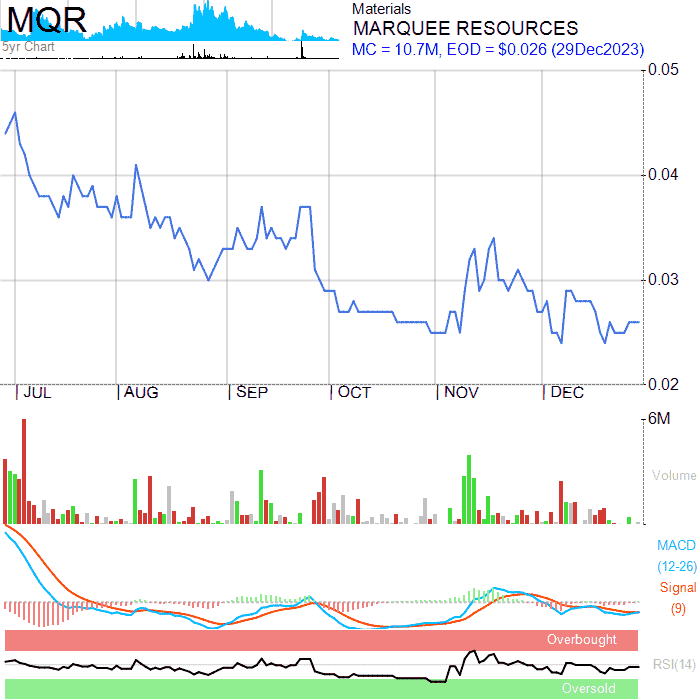 MQR
5yr Chart
Materials
MARQUEE RESOURCES
MC = 10.7M, EOD = $0.026 (29Dec2023)
0.05
0.04
0.03
0.02
JUL AUG SEP OCT NOV DEC
6M
Volume
MACD
(12-26)
Signal
(9)
Overbought
RSI(14)
Oversold